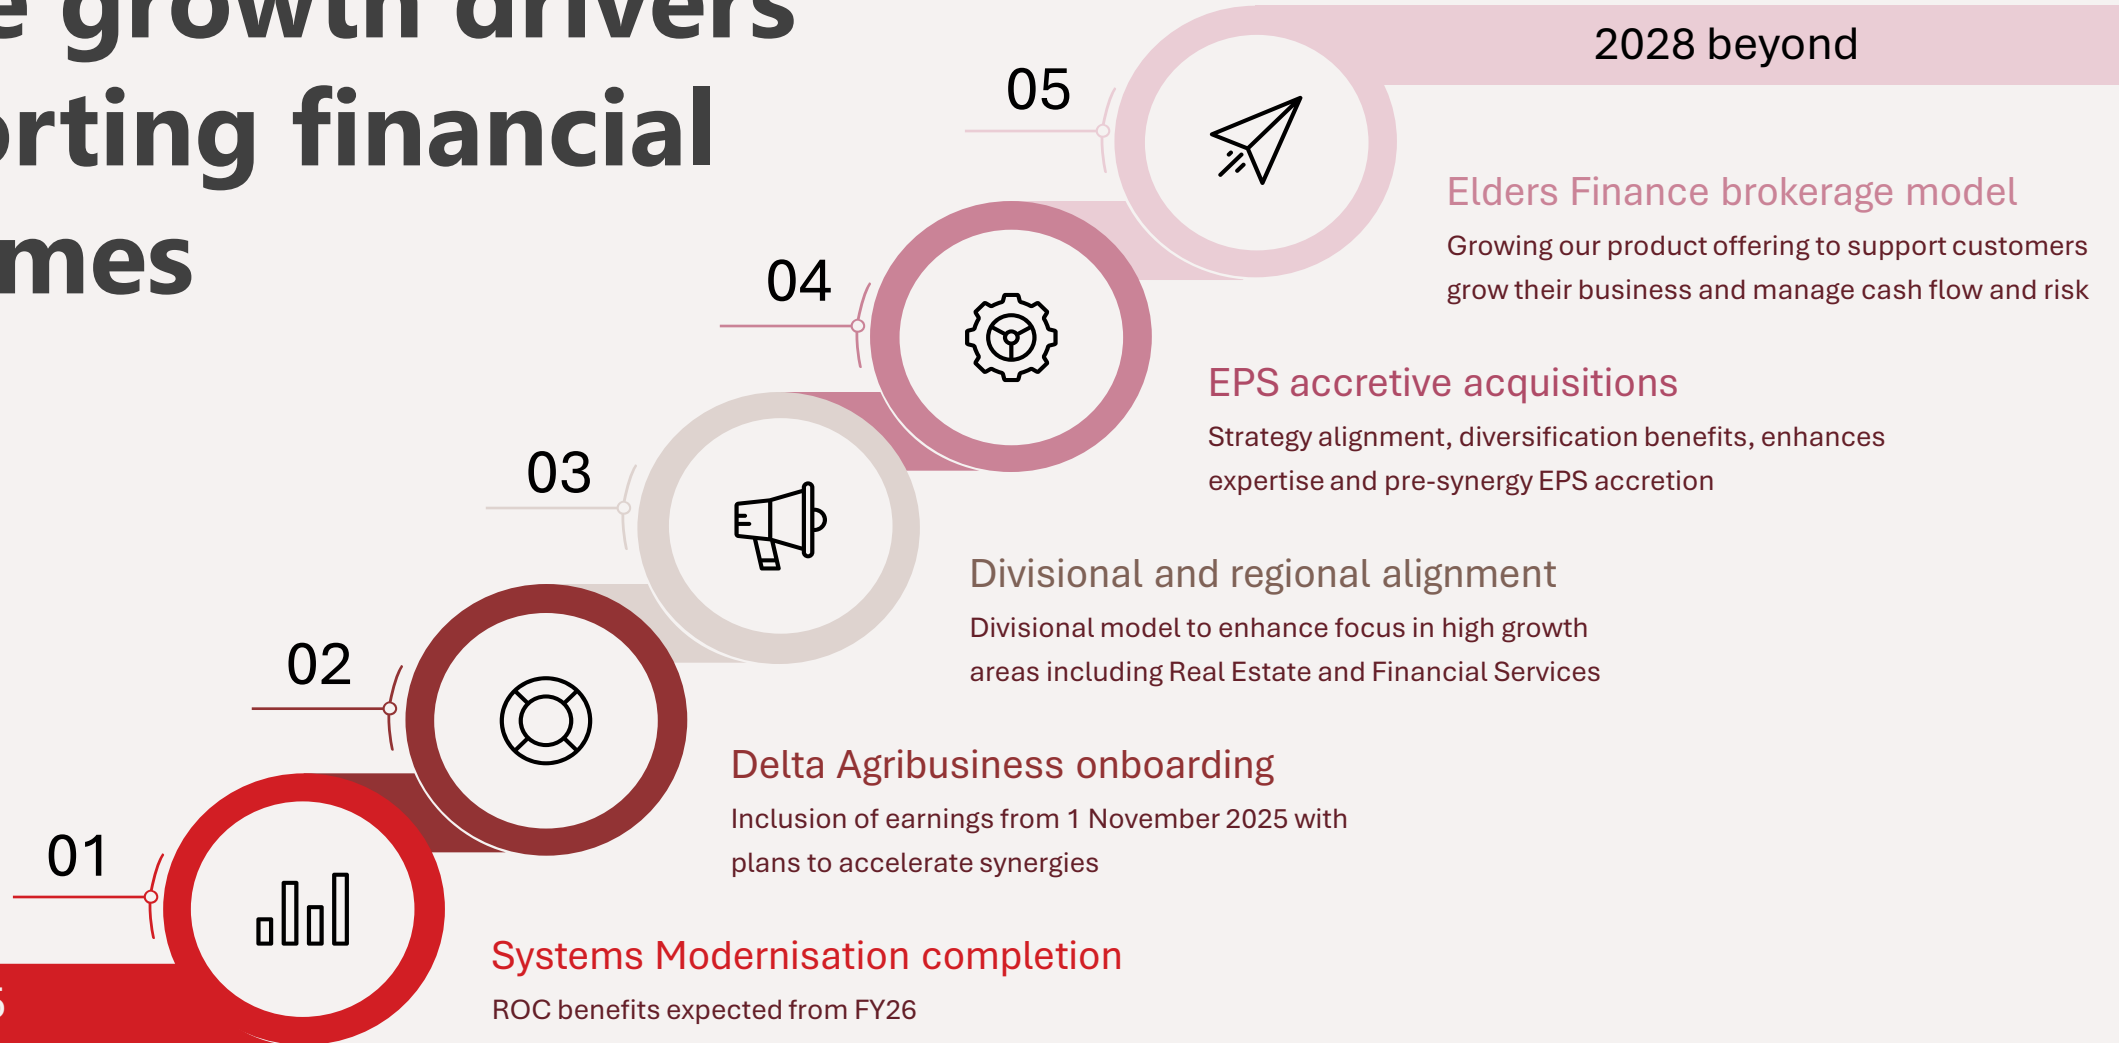 growth drivers
financial
05
2028 beyond
Elders Finance brokerage model
Growing our product offering to support customers
grow their business and manage cash flow and risk
04
EPS accretive acquisitions
Strategy alignment, diversification benefits, enhances
expertise and pre-synergy EPS accretion
03
Divisional and regional alignment
Divisional model to enhance focus in high growth
areas including Real Estate and Financial Services
02
Delta Agribusiness onboarding
Inclusion of earnings from 1 November 2025 with
plans to accelerate synergies
01
Systems Modernisation completion
ROC benefits expected from FY26